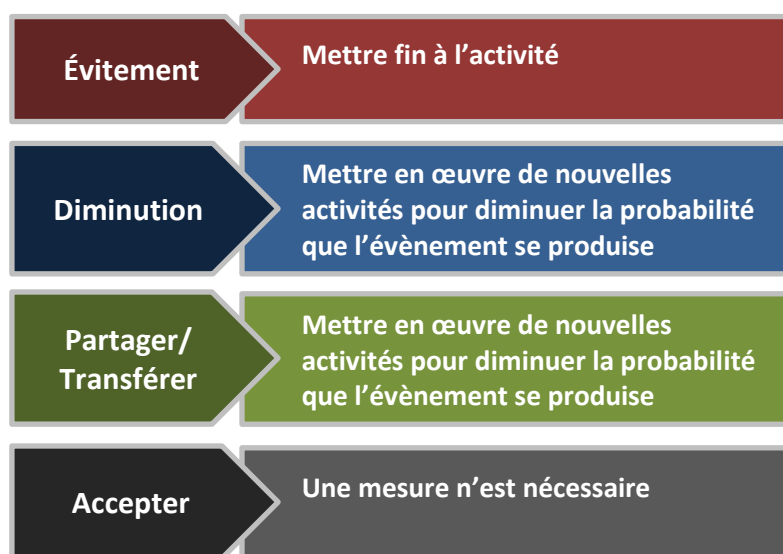 Évitement
Mettre fin à l’activité
Diminution
Mettre en œuvre de nouvelles
activités pour diminuer la probabilité
que l’évènement se produise
Partager/
Transférer
Mettre en œuvre de nouvelles
activités pour diminuer la probabilité
que l’évènement se produise
Accepter
Une mesure n’est nécessaire